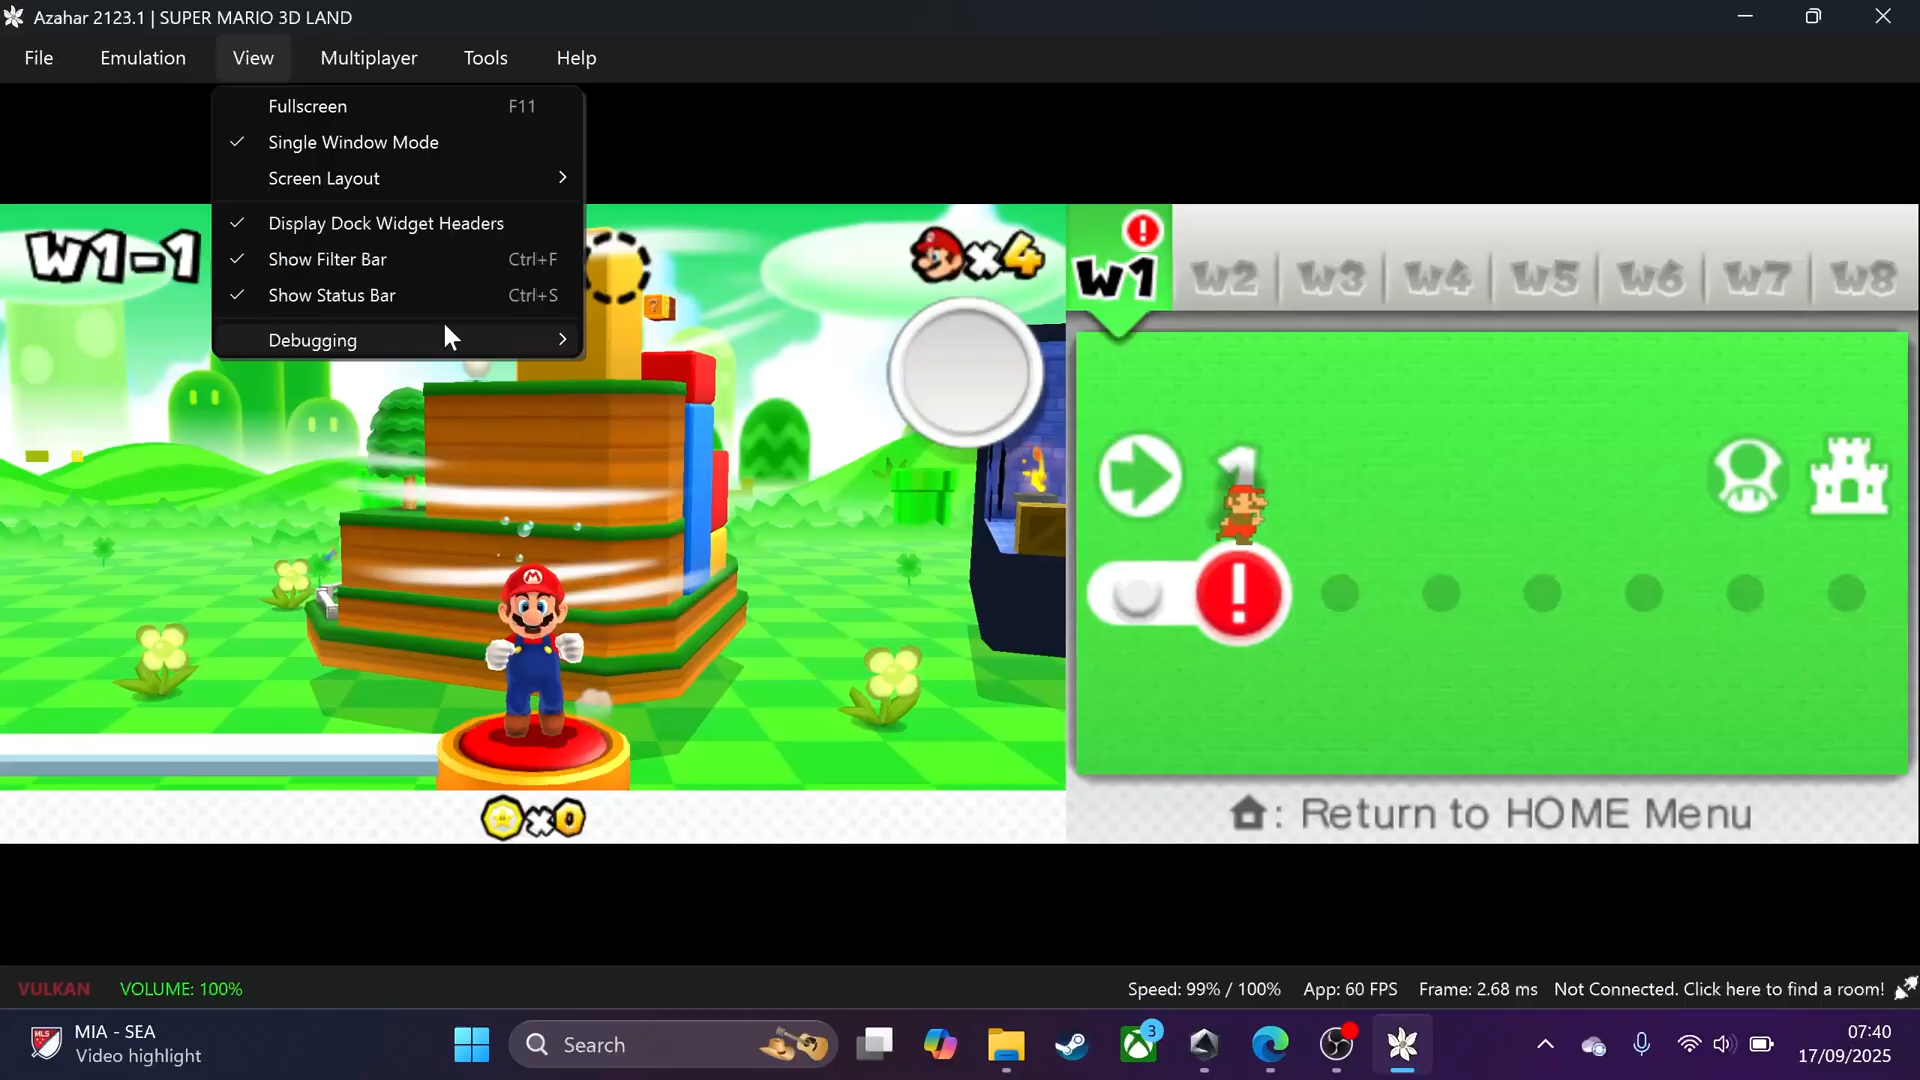 Azahar 2123.1 | SUPER MARIO 3D LAND
File Emulation View Multiplayer Tools Help
Fullscreen F11
Single Window Mode
Screen Layout
Display Dock Widget Headers
Show Filter Bar Ctrl+F
Show Status Bar Ctrl+S
Debugging
W1-1
x4
M
x0
W1 W2 W3 W4 W5 W6 W7 W8
!
1
!
: Return to HOME Menu
VULKAN VOLUME: 100% Speed: 99% / 100% App: 60 FPS Frame: 2.68 ms Not Connected. Click here to find a room!
MLS
MIA - SEA
Video highlight
Search
3
07:40
17/09/2025